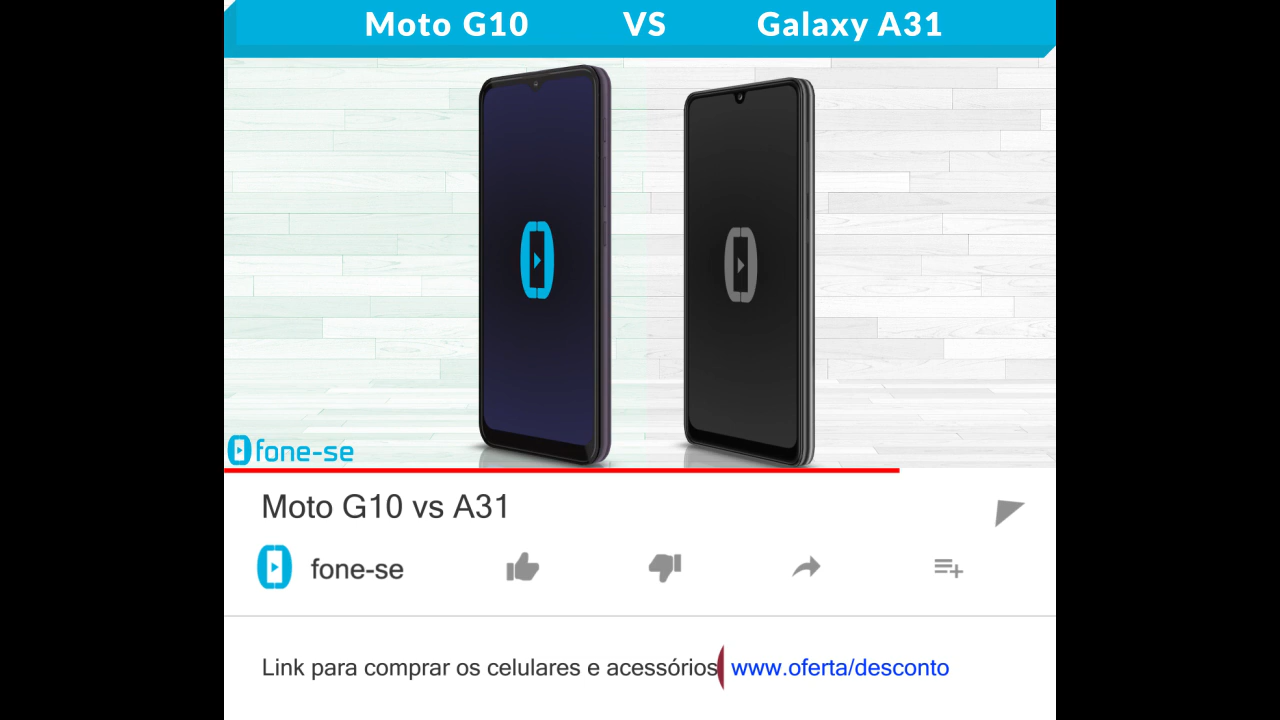 Moto G10 VS Galaxy A31
fone-se
Moto G10 vs A31
fone-se
Link para comprar os celulares e acessórios www.oferta/desconto